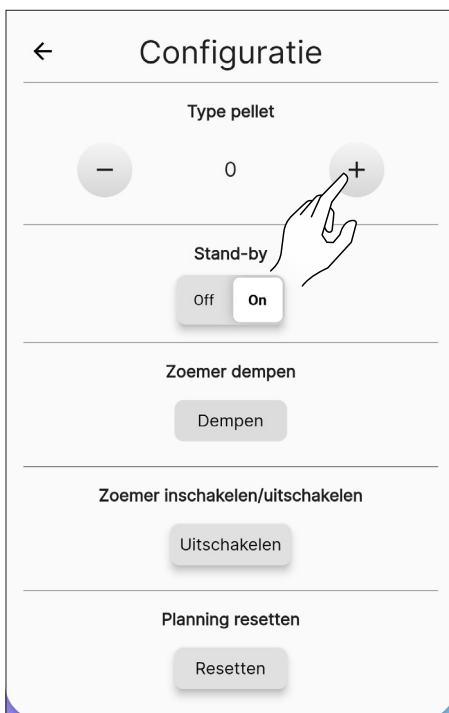 ← Configuratie
Type pellet
− 0 +
Stand-by
Off On
Zoemer dempen
Dempen
Zoemer inschakelen/uitschakelen
Uitschakelen
Planning resetten
Resetten